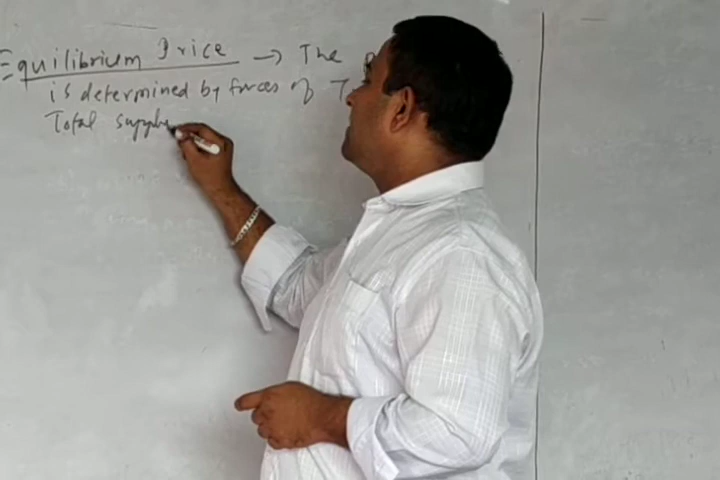 Equilibrium Price → The
is determined by forces of T
Total supply